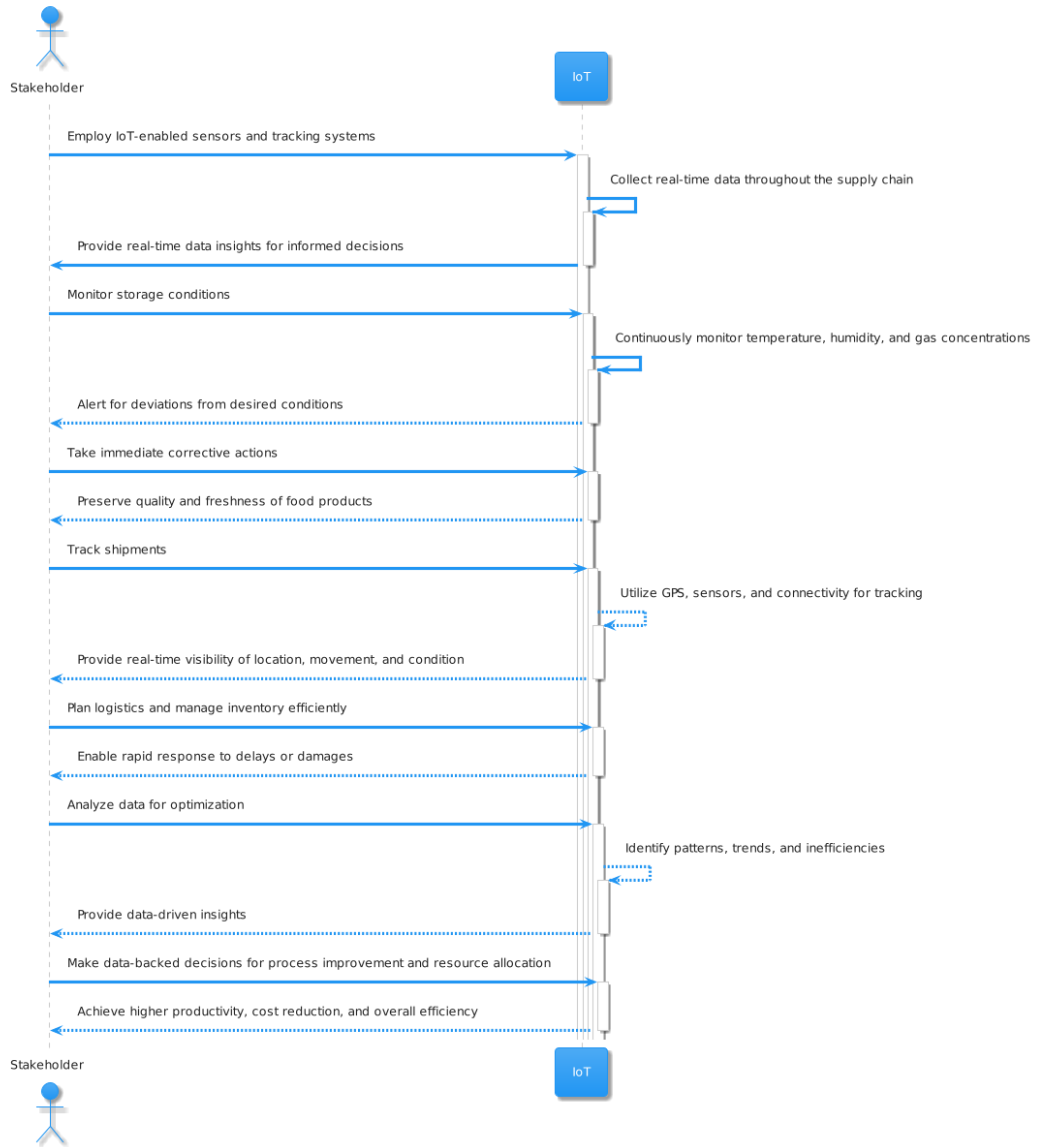 Stakeholder
IoT
Employ IoT-enabled sensors and tracking systems
Collect real-time data throughout the supply chain
Provide real-time data insights for informed decisions
Monitor storage conditions
Continuously monitor temperature, humidity, and gas concentrations
Alert for deviations from desired conditions
Take immediate corrective actions
Preserve quality and freshness of food products
Track shipments
Utilize GPS, sensors, and connectivity for tracking
Provide real-time visibility of location, movement, and condition
Plan logistics and manage inventory efficiently
Enable rapid response to delays or damages
Analyze data for optimization
Identify patterns, trends, and inefficiencies
Provide data-driven insights
Make data-backed decisions for process improvement and resource allocation
Achieve higher productivity, cost reduction, and overall efficiency
Stakeholder
IoT